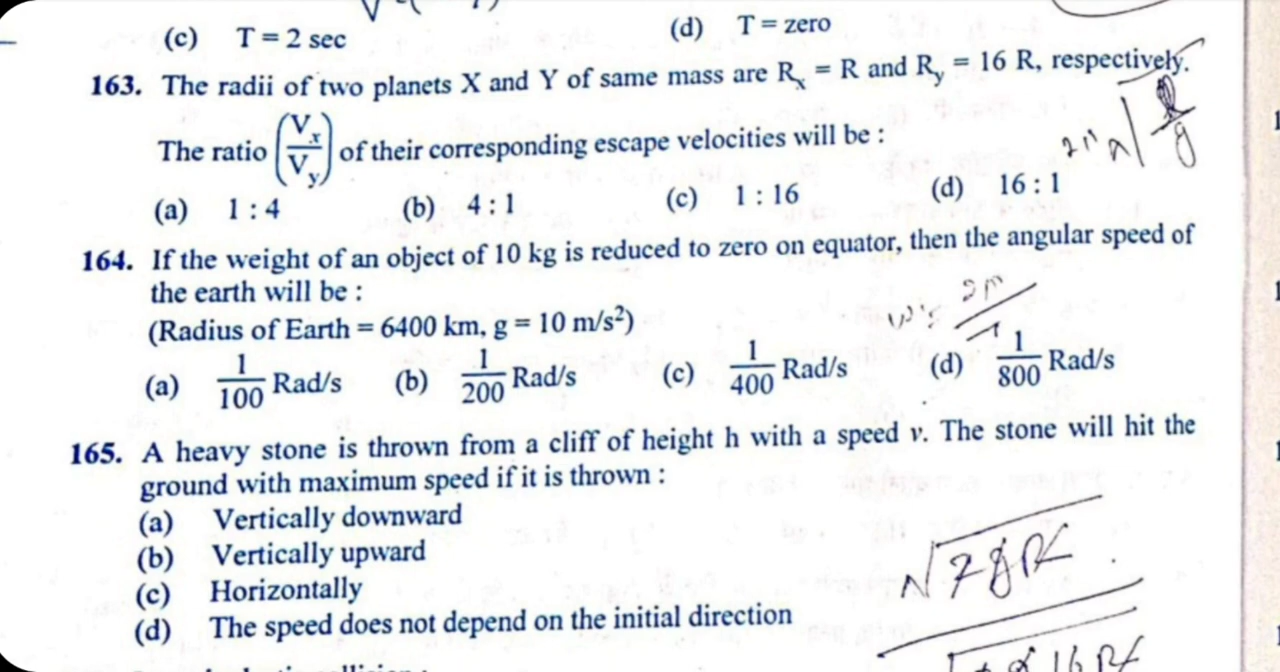 (c) T = 2 sec (d) T = zero
163. The radii of two planets X and Y of same mass are Rₓ = R and Rᵧ = 16 R, respectively.
The ratio (Vₓ/Vᵧ) of their corresponding escape velocities will be :
(a) 1 : 4 (b) 4 : 1 (c) 1 : 16 (d) 16 : 1
164. If the weight of an object of 10 kg is reduced to zero on equator, then the angular speed of
the earth will be :
(Radius of Earth = 6400 km, g = 10 m/s²)
(a) 1/100 Rad/s (b) 1/200 Rad/s (c) 1/400 Rad/s (d) 1/800 Rad/s
165. A heavy stone is thrown from a cliff of height h with a speed v. The stone will hit the
ground with maximum speed if it is thrown :
(a) Vertically downward
(b) Vertically upward
(c) Horizontally
(d) The speed does not depend on the initial direction